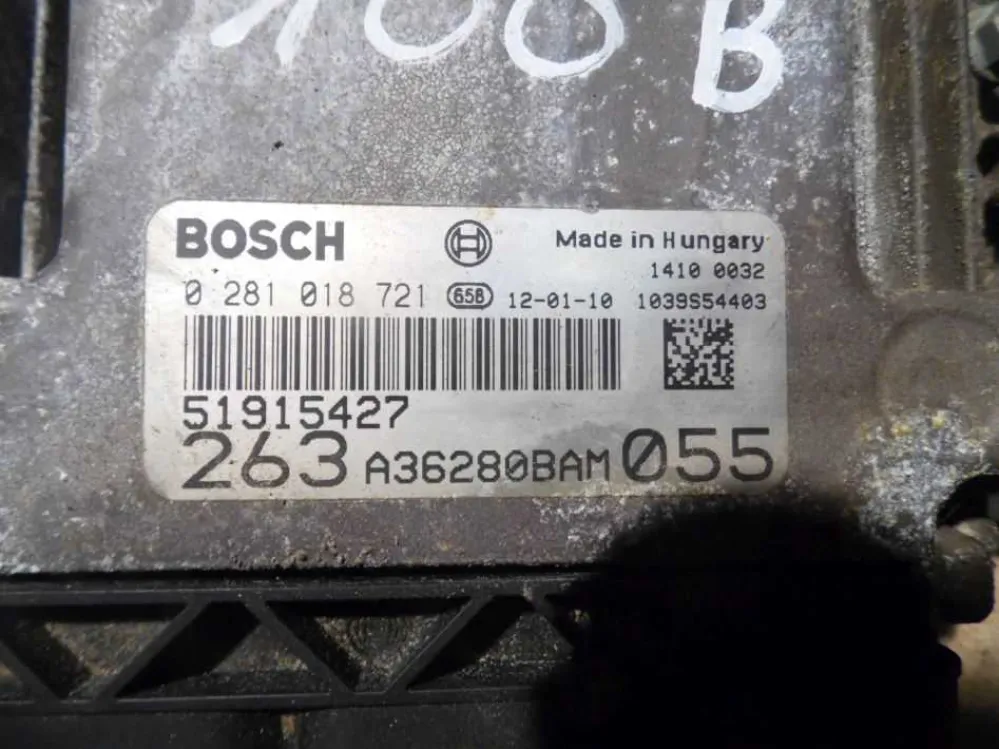 100B
BOSCH Made in Hungary
1410 0032
0 281 018 721 65B 12-01-10 1039S54403
51915427
263 A36280BAM 055